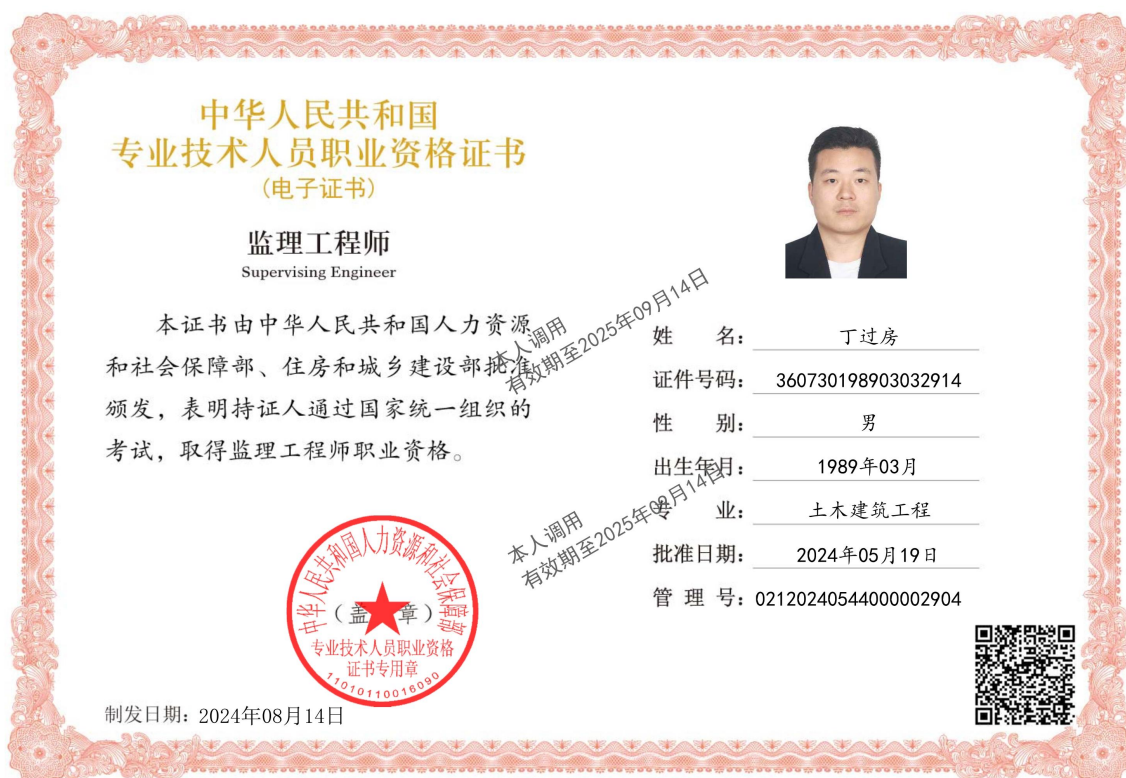 中华人民共和国
专业技术人员职业资格证书
(电子证书)
监理工程师
Supervising Engineer
本证书由中华人民共和国人力资源
和社会保障部、住房和城乡建设部批准
颁发，表明持证人通过国家统一组织的
考试，取得监理工程师职业资格。
本人调用
有效期至2025年09月14日
姓 名：丁过房
证件号码：360730198903032914
性 别：男
出生年月：1989年03月
专 业：土木建筑工程
批准日期：2024年05月19日
管 理 号：02120240544000002904
本人调用
有效期至2025年09月14日
中华人民共和国人力资源和社会保障部
（盖 章）
专业技术人员职业资格
证书专用章
11010110016090
制发日期：2024年08月14日